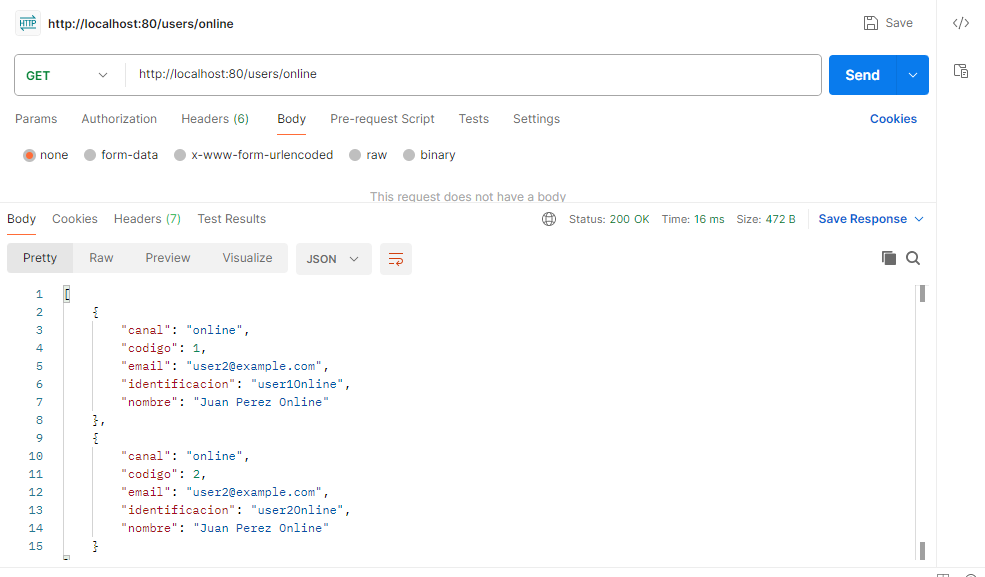 HTTP http://localhost:80/users/online Save
GET http://localhost:80/users/online Send
Params Authorization Headers (6) Body Pre-request Script Tests Settings Cookies
none form-data x-www-form-urlencoded raw binary
This request does not have a body
Body Cookies Headers (7) Test Results Status: 200 OK Time: 16 ms Size: 472 B Save Response
Pretty Raw Preview Visualize JSON
1 [
2 {
3 "canal": "online",
4 "codigo": 1,
5 "email": "user2@example.com",
6 "identificacion": "user1Online",
7 "nombre": "Juan Perez Online"
8 },
9 {
10 "canal": "online",
11 "codigo": 2,
12 "email": "user2@example.com",
13 "identificacion": "user2Online",
14 "nombre": "Juan Perez Online"
15 }